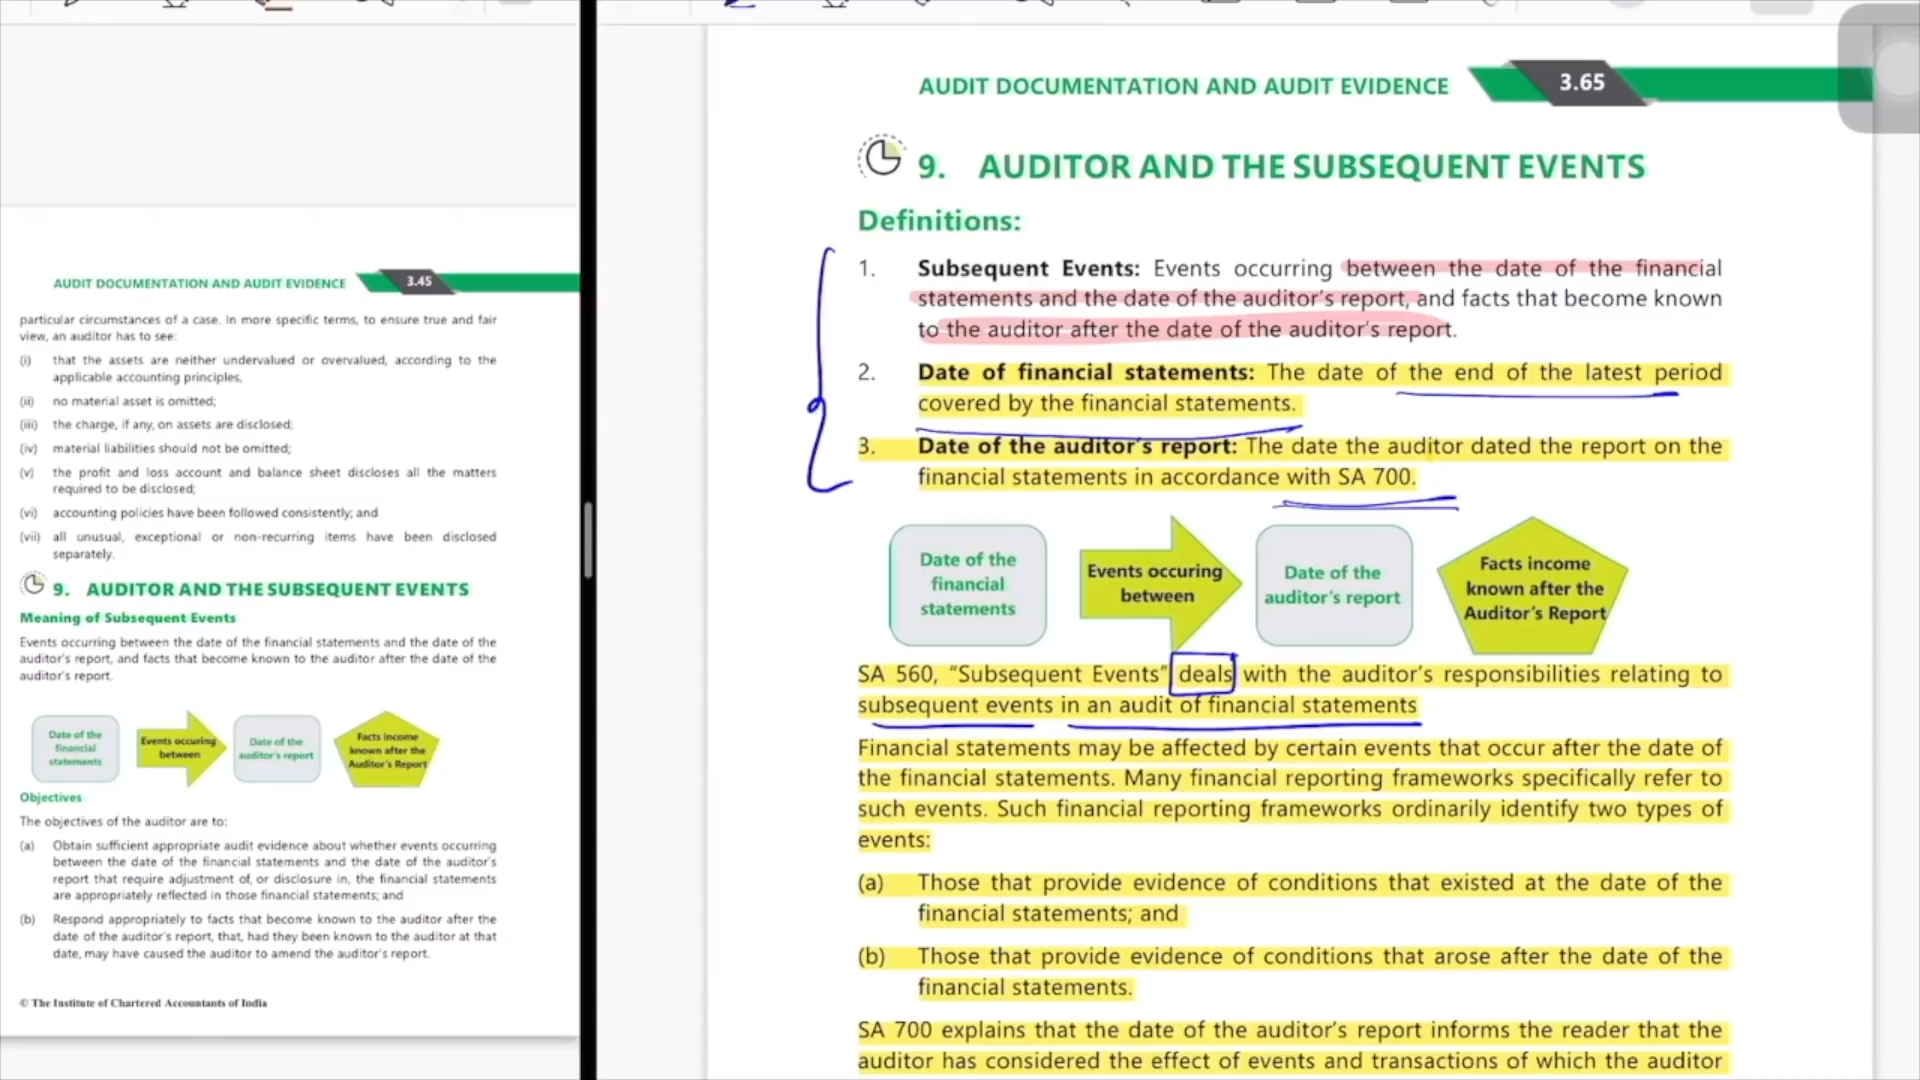 AUDIT DOCUMENTATION AND AUDIT EVIDENCE 3.45
particular circumstances of a case. In more specific terms, to ensure true and fair
view, an auditor has to see:
(i) that the assets are neither undervalued or overvalued, according to the
applicable accounting principles,
(ii) no material asset is omitted;
(iii) the charge, if any, on assets are disclosed;
(iv) material liabilities should not be omitted;
(v) the profit and loss account and balance sheet discloses all the matters
required to be disclosed;
(vi) accounting policies have been followed consistently; and
(vii) all unusual, exceptional or non-recurring items have been disclosed
separately.
9. AUDITOR AND THE SUBSEQUENT EVENTS
Meaning of Subsequent Events
Events occurring between the date of the financial statements and the date of the
auditor's report, and facts that become known to the auditor after the date of the
auditor's report.
Date of the
financial
statements
Events occuring
between
Date of the
auditor's report
Facts income
known after the
Auditor's Report
Objectives
The objectives of the auditor are to:
(a) Obtain sufficient appropriate audit evidence about whether events occurring
between the date of the financial statements and the date of the auditor's
report that require adjustment of, or disclosure in, the financial statements
are appropriately reflected in those financial statements; and
(b) Respond appropriately to facts that become known to the auditor after the
date of the auditor's report, that, had they been known to the auditor at that
date, may have caused the auditor to amend the auditor's report.
© The Institute of Chartered Accountants of India
AUDIT DOCUMENTATION AND AUDIT EVIDENCE 3.65
9. AUDITOR AND THE SUBSEQUENT EVENTS
Definitions:
1. Subsequent Events: Events occurring between the date of the financial
statements and the date of the auditor's report, and facts that become known
to the auditor after the date of the auditor's report.
2. Date of financial statements: The date of the end of the latest period
covered by the financial statements.
3. Date of the auditor's report: The date the auditor dated the report on the
financial statements in accordance with SA 700.
Date of the
financial
statements
Events occuring
between
Date of the
auditor's report
Facts income
known after the
Auditor's Report
SA 560, “Subsequent Events” deals with the auditor's responsibilities relating to
subsequent events in an audit of financial statements
Financial statements may be affected by certain events that occur after the date of
the financial statements. Many financial reporting frameworks specifically refer to
such events. Such financial reporting frameworks ordinarily identify two types of
events:
(a) Those that provide evidence of conditions that existed at the date of the
financial statements; and
(b) Those that provide evidence of conditions that arose after the date of the
financial statements.
SA 700 explains that the date of the auditor's report informs the reader that the
auditor has considered the effect of events and transactions of which the auditor